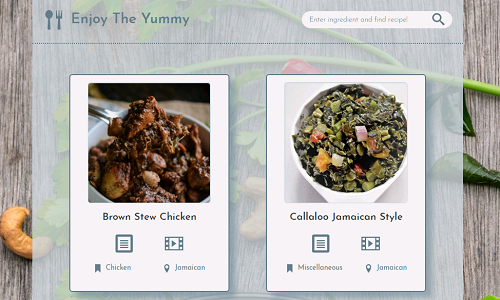 Enjoy The Yummy
Enter ingredient and find recipe!
Brown Stew Chicken
Callaloo Jamaican Style
Chicken
Jamaican
Miscellaneous
Jamaican